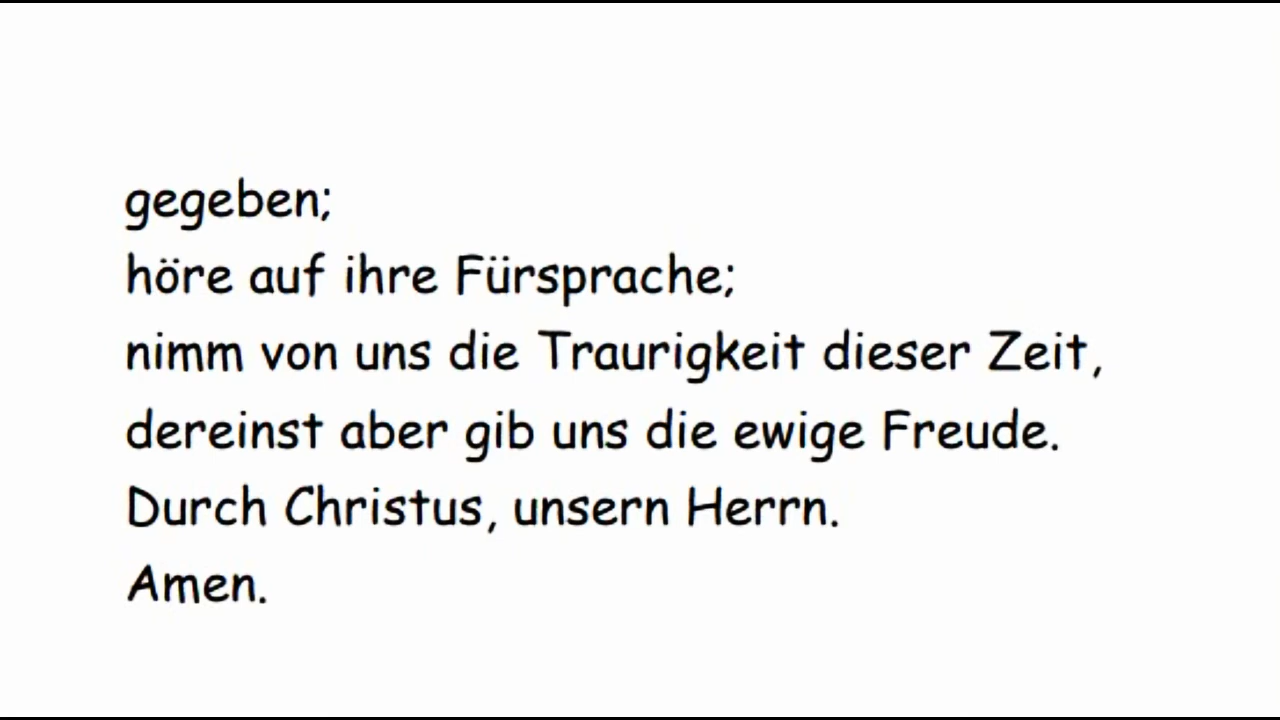 gegeben;
höre auf ihre Fürsprache;
nimm von uns die Traurigkeit dieser Zeit,
dereinst aber gib uns die ewige Freude.
Durch Christus, unsern Herrn.
Amen.